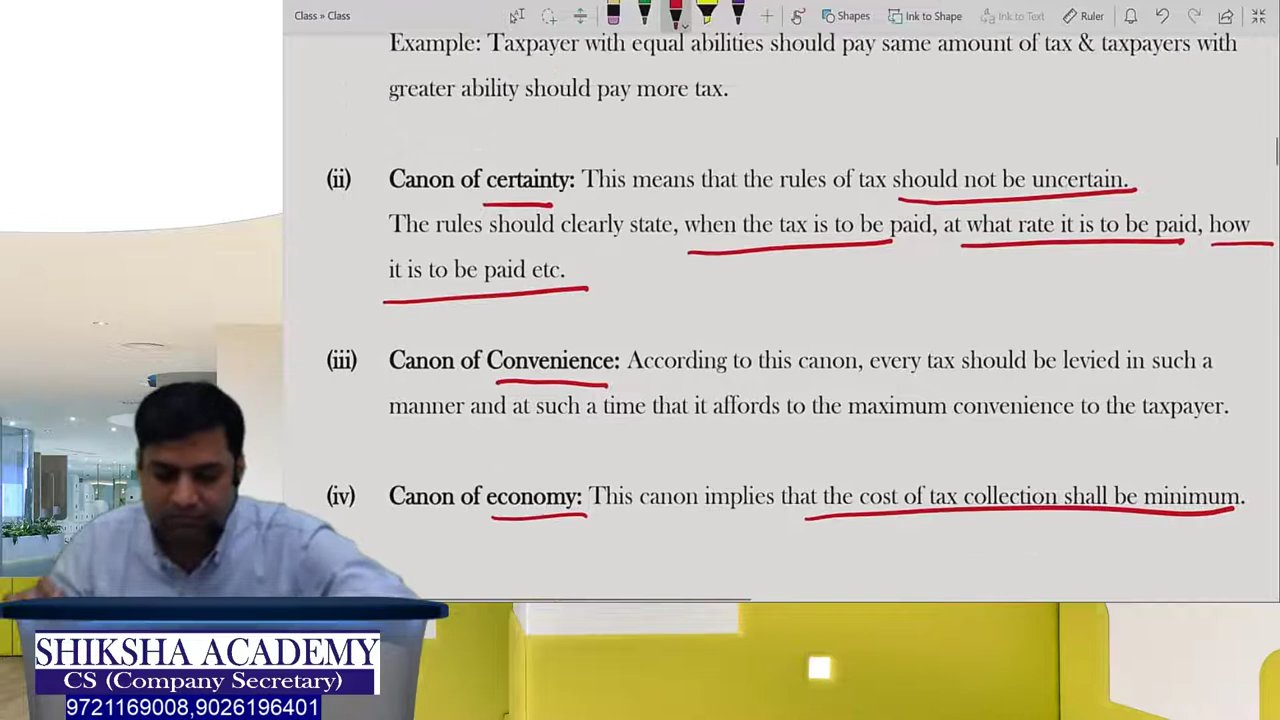 Class » Class
Shapes
Ink to Shape
Ink to Text
Ruler
Example: Taxpayer with equal abilities should pay same amount of tax & taxpayers with
greater ability should pay more tax.
(ii) Canon of certainty: This means that the rules of tax should not be uncertain.
The rules should clearly state, when the tax is to be paid, at what rate it is to be paid, how
it is to be paid etc.
(iii) Canon of Convenience: According to this canon, every tax should be levied in such a
manner and at such a time that it affords to the maximum convenience to the taxpayer.
(iv) Canon of economy: This canon implies that the cost of tax collection shall be minimum.
SHIKSHA ACADEMY
CS (Company Secretary)
9721169008,9026196401